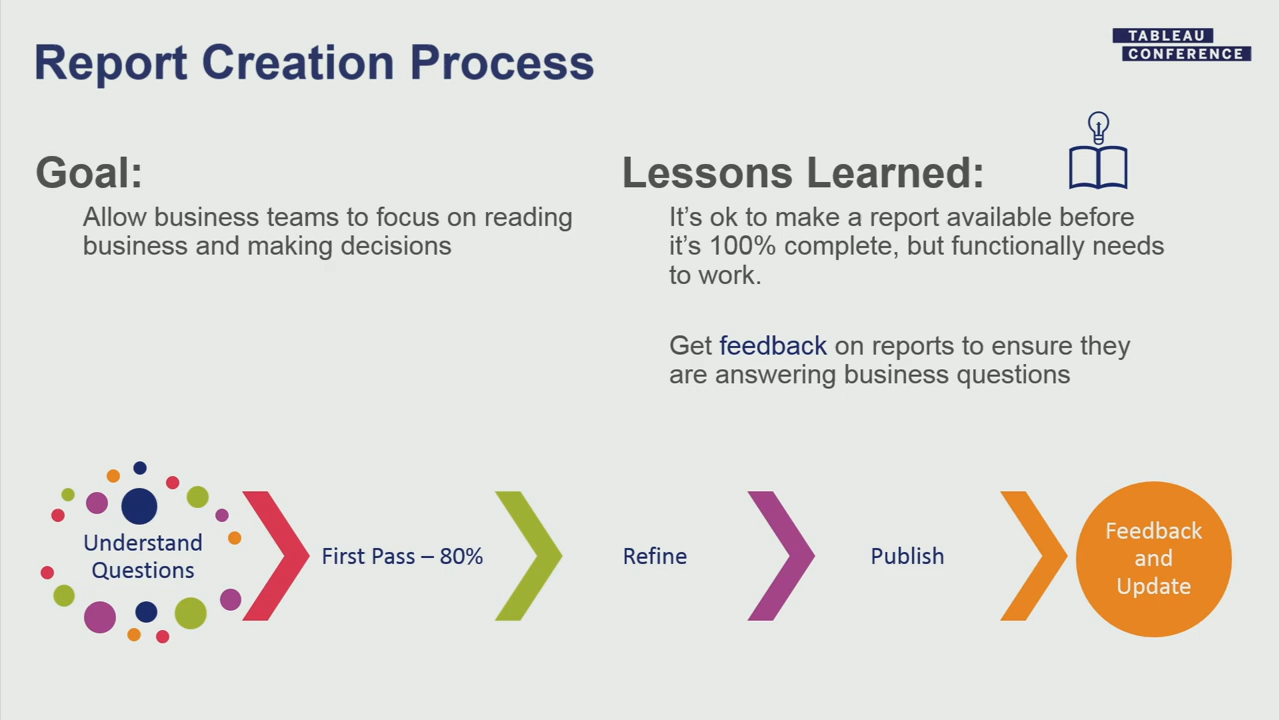 Report Creation Process
TABLEAU
CONFERENCE
Goal:
Allow business teams to focus on reading
business and making decisions
Lessons Learned:
It’s ok to make a report available before
it’s 100% complete, but functionally needs
to work.
Get feedback on reports to ensure they
are answering business questions
Understand
Questions
First Pass – 80%
Refine
Publish
Feedback
and
Update